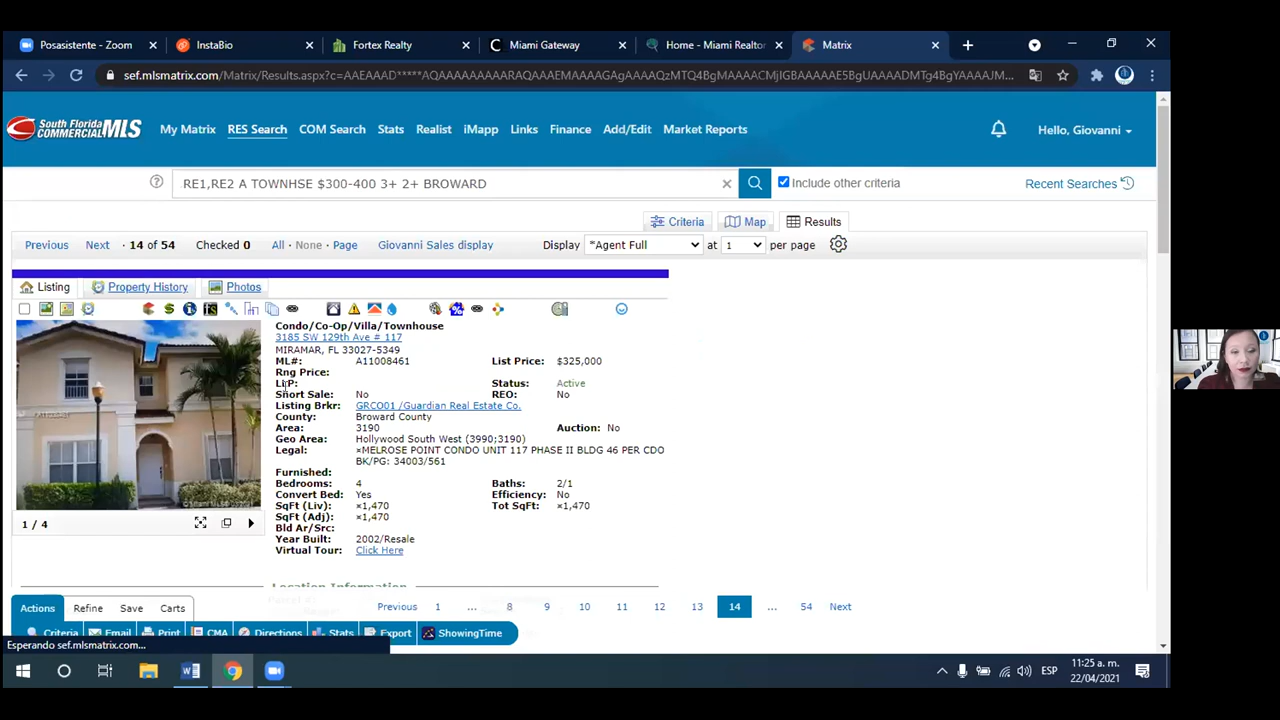 Posasistente - Zoom
InstaBio
Fortex Realty
Miami Gateway
Home - Miami Realtor
Matrix
sef.mlsmatrix.com/Matrix/Results.aspx?c=AAEAAAD*****AQAAAAAAAAARAQAAAEMAAAAGAgAAAAQzMTQ4BgMAAAACMjIGBAAAAAE5BgUAAAADMTg4BgYAAAAJM...
South Florida
COMMERCIALMLS
My Matrix RES Search COM Search Stats Realist iMapp Links Finance Add/Edit Market Reports
Hello, Giovanni
RE1,RE2 A TOWNHSE $300-400 3+ 2+ BROWARD
Include other criteria
Recent Searches
Criteria Map Results
Previous Next · 14 of 54 Checked 0 All · None · Page Giovanni Sales display Display *Agent Full at 1 per page
Listing Property History Photos
Condo/Co-Op/Villa/Townhouse
3185 SW 129th Ave # 117
MIRAMAR, FL 33027-5349
ML#: A11008461 List Price: $325,000
Rng Price:
LLP:
Status: Active
Short Sale: No REO: No
Listing Brkr: GRCO01 /Guardian Real Estate Co.
County: Broward County
Area: 3190 Auction: No
Geo Area: Hollywood South West (3990;3190)
Legal: ×MELROSE POINT CONDO UNIT 117 PHASE II BLDG 46 PER CDO
BK/PG: 34003/561
Furnished:
Bedrooms: 4 Baths: 2/1
Convert Bed: Yes Efficiency: No
SqFt (Liv): ×1,470 Tot SqFt: ×1,470
SqFt (Adj): ×1,470
Bld Ar/Src:
Year Built: 2002/Resale
Virtual Tour: Click Here
1 / 4
Location Information
Actions Refine Save Carts
Previous 1 ... 8 9 10 11 12 13 14 ... 54 Next
Criteria Email Print CMA Directions Stats Export ShowingTime
Esperando sef.mlsmatrix.com...
ESP
11:25 a. m.
22/04/2021